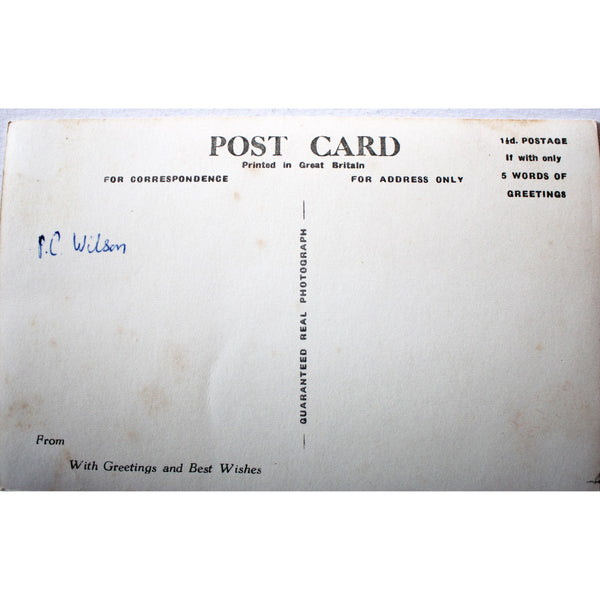 POST CARD
Printed in Great Britain
FOR CORRESPONDENCE
FOR ADDRESS ONLY
1½d. POSTAGE
If with only
5 WORDS OF
GREETINGS
P.C. Wilson
GUARANTEED REAL PHOTOGRAPH
From
With Greetings and Best Wishes